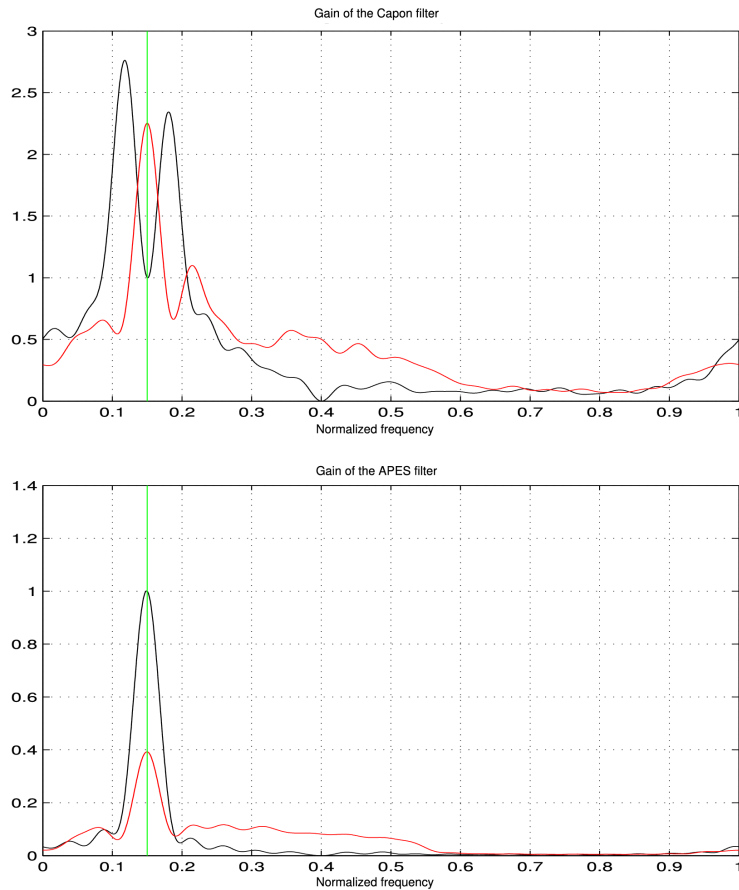 Gain of the Capon filter
3
2.5
2
1.5
1
0.5
0
0 0.1 0.2 0.3 0.4 0.5 0.6 0.7 0.8 0.9 1
Normalized frequency
Gain of the APES filter
1.4
1.2
1
0.8
0.6
0.4
0.2
0
0 0.1 0.2 0.3 0.4 0.5 0.6 0.7 0.8 0.9 1
Normalized frequency